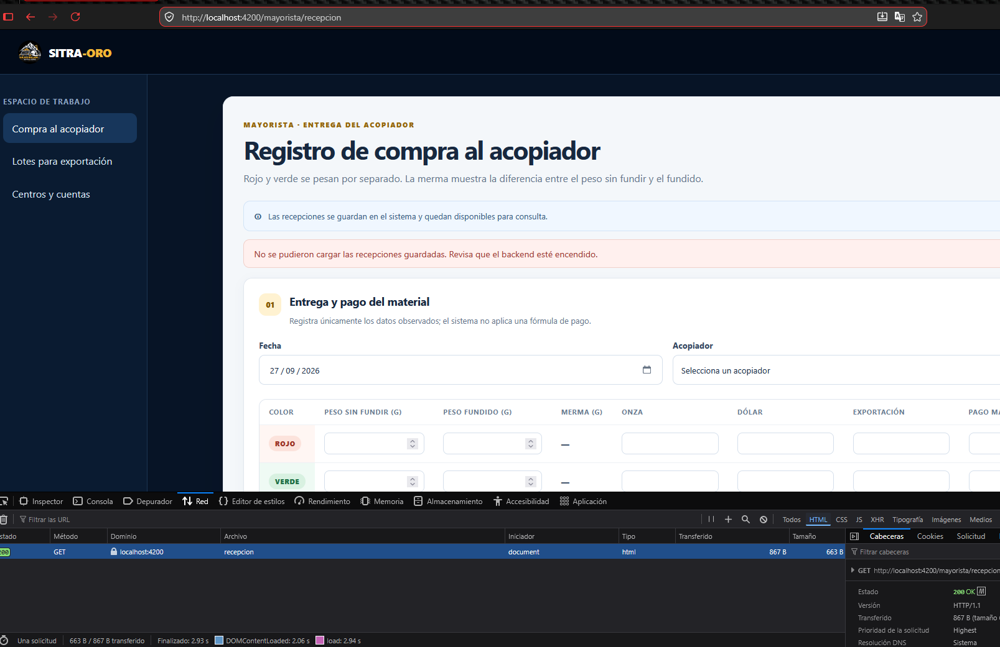 http://localhost:4200/mayorista/recepcion
SITRA-ORO
ESPACIO DE TRABAJO
Compra al acopiador
Lotes para exportación
Centros y cuentas
MAYORISTA · ENTREGA DEL ACOPIADOR
Registro de compra al acopiador
Rojo y verde se pesan por separado. La merma muestra la diferencia entre el peso sin fundir y el fundido.
Las recepciones se guardan en el sistema y quedan disponibles para consulta.
No se pudieron cargar las recepciones guardadas. Revisa que el backend esté encendido.
01 Entrega y pago del material
Registra únicamente los datos observados; el sistema no aplica una fórmula de pago.
Fecha Acopiador
27 / 09 / 2026 Selecciona un acopiador
COLOR PESO SIN FUNDIR (G) PESO FUNDIDO (G) MERMA (G) ONZA DÓLAR EXPORTACIÓN PAGO MA
ROJO —
VERDE —
Inspector Consola Depurador Red Editor de estilos Rendimiento Memoria Almacenamiento Accesibilidad Aplicación
Filtrar las URL Todos HTML CSS JS XHR Tipografía Imágenes Medios
stado Método Dominio Archivo Iniciador Tipo Transferido Tamaño Cabeceras Cookies Solicitud
200 GET localhost:4200 recepcion document html 867 B 663 B Filtrar cabeceras
GET http://localhost:4200/mayorista/recepcion
Estado 200 OK
Versión HTTP/1.1
Transferido 867 B (tamaño
Prioridad de la solicitud Highest
Resolución DNS Sistema
Una solicitud 663 B / 867 B transferido Finalizado: 2.93 s DOMContentLoaded: 2.06 s load: 2.94 s